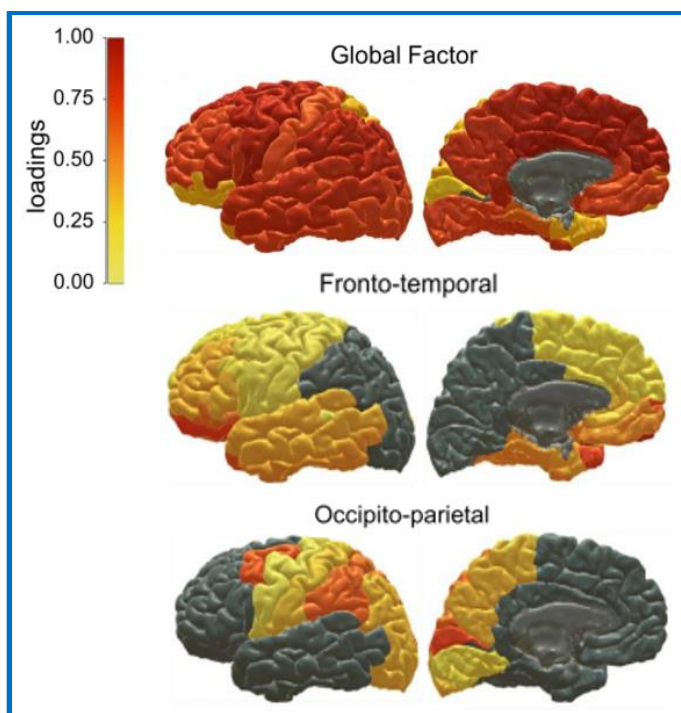 1.00
Global Factor
0.75
0.50
loadings
0.25
0.00
Fronto-temporal
Occipito-parietal